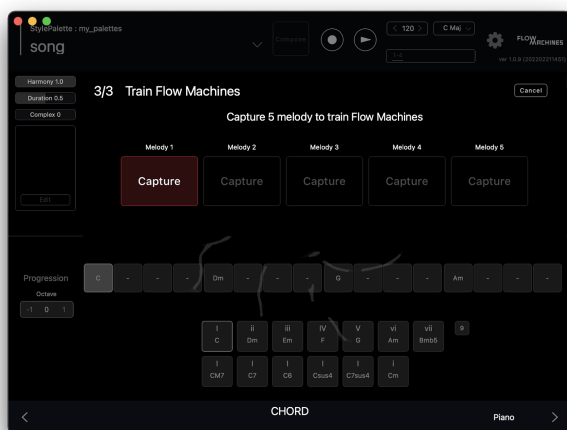 StylePalette : my_palettes
song
Compose
< 120 >
C Maj
1-4
FLOW MACHINES
Harmony 1.0
Duration 0.5
Complex 0
Edit
3/3 Train Flow Machines
Cancel
Capture 5 melody to train Flow Machines
Melody 1 Melody 2 Melody 3 Melody 4 Melody 5
Capture Capture Capture Capture Capture
Progression
C - - - Dm - - - G - - - Am - - -
Octave
-1 0 1
I ii iii IV V vi vii 9
C Dm Em F G Am Bmb5
I I I I I i
CM7 C7 C6 Csus4 C7sus4 Cm
CHORD
Piano